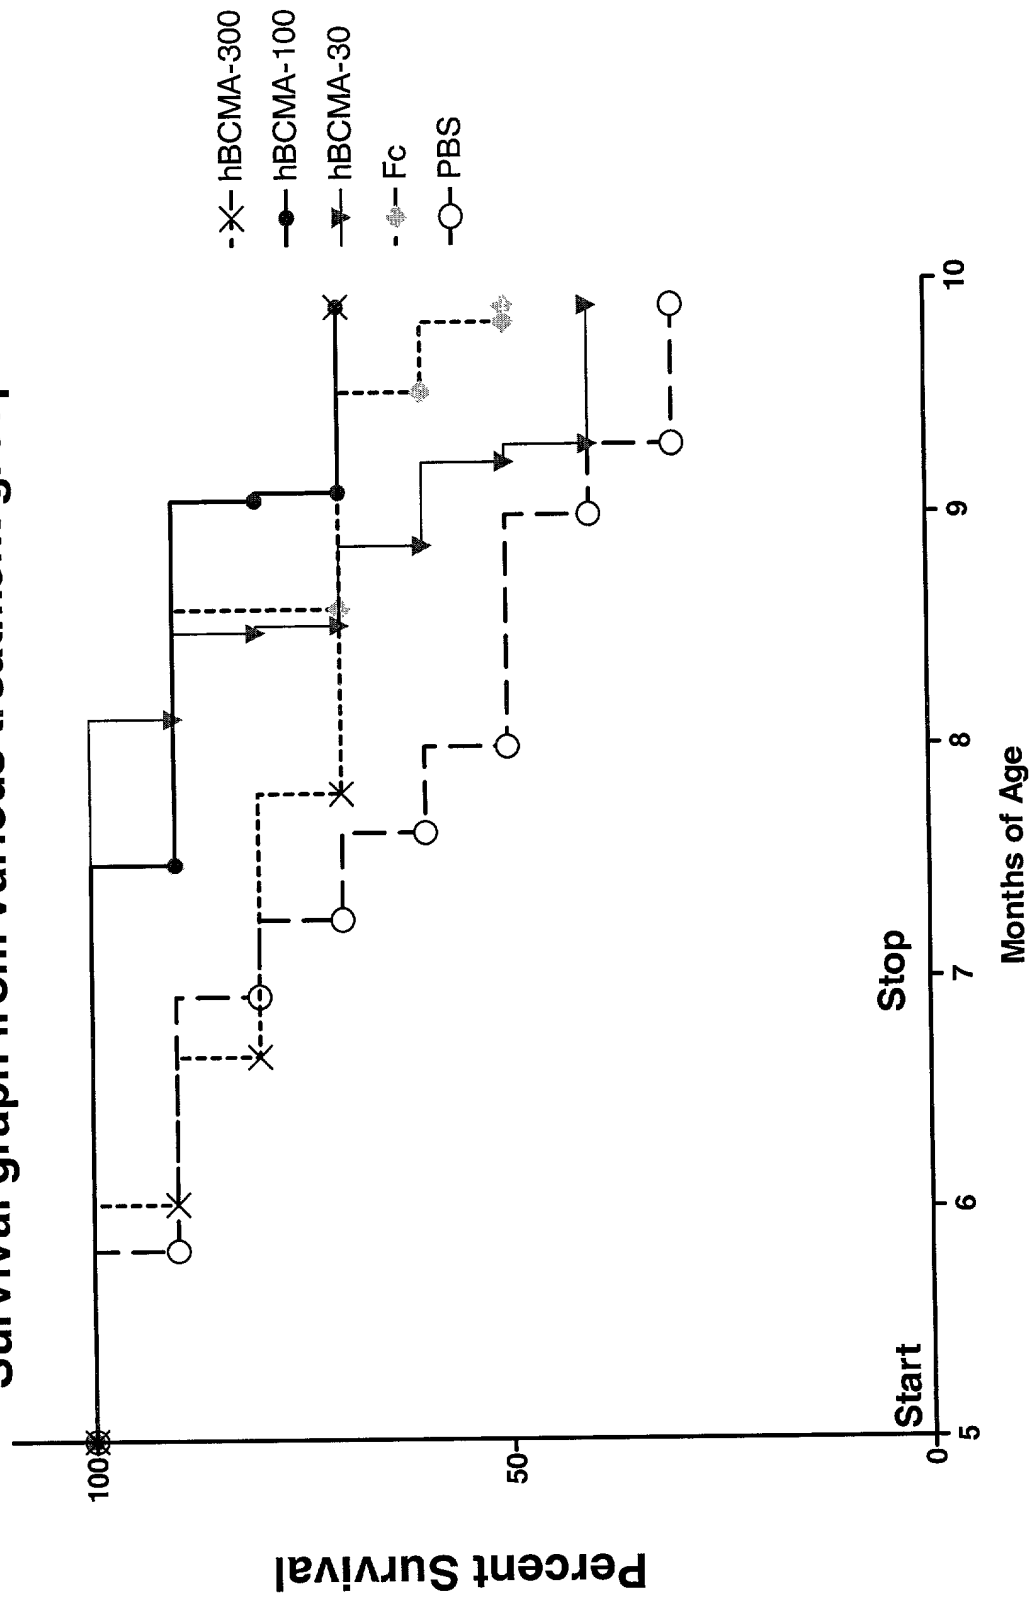 Survival graph from various treatment
hBCMA-300
hBCMA-100
hBCMA-30
Fc
PBS
Percent Survival
100
50
0
Start
Stop
5
6
7
8
9
10
Months of Age